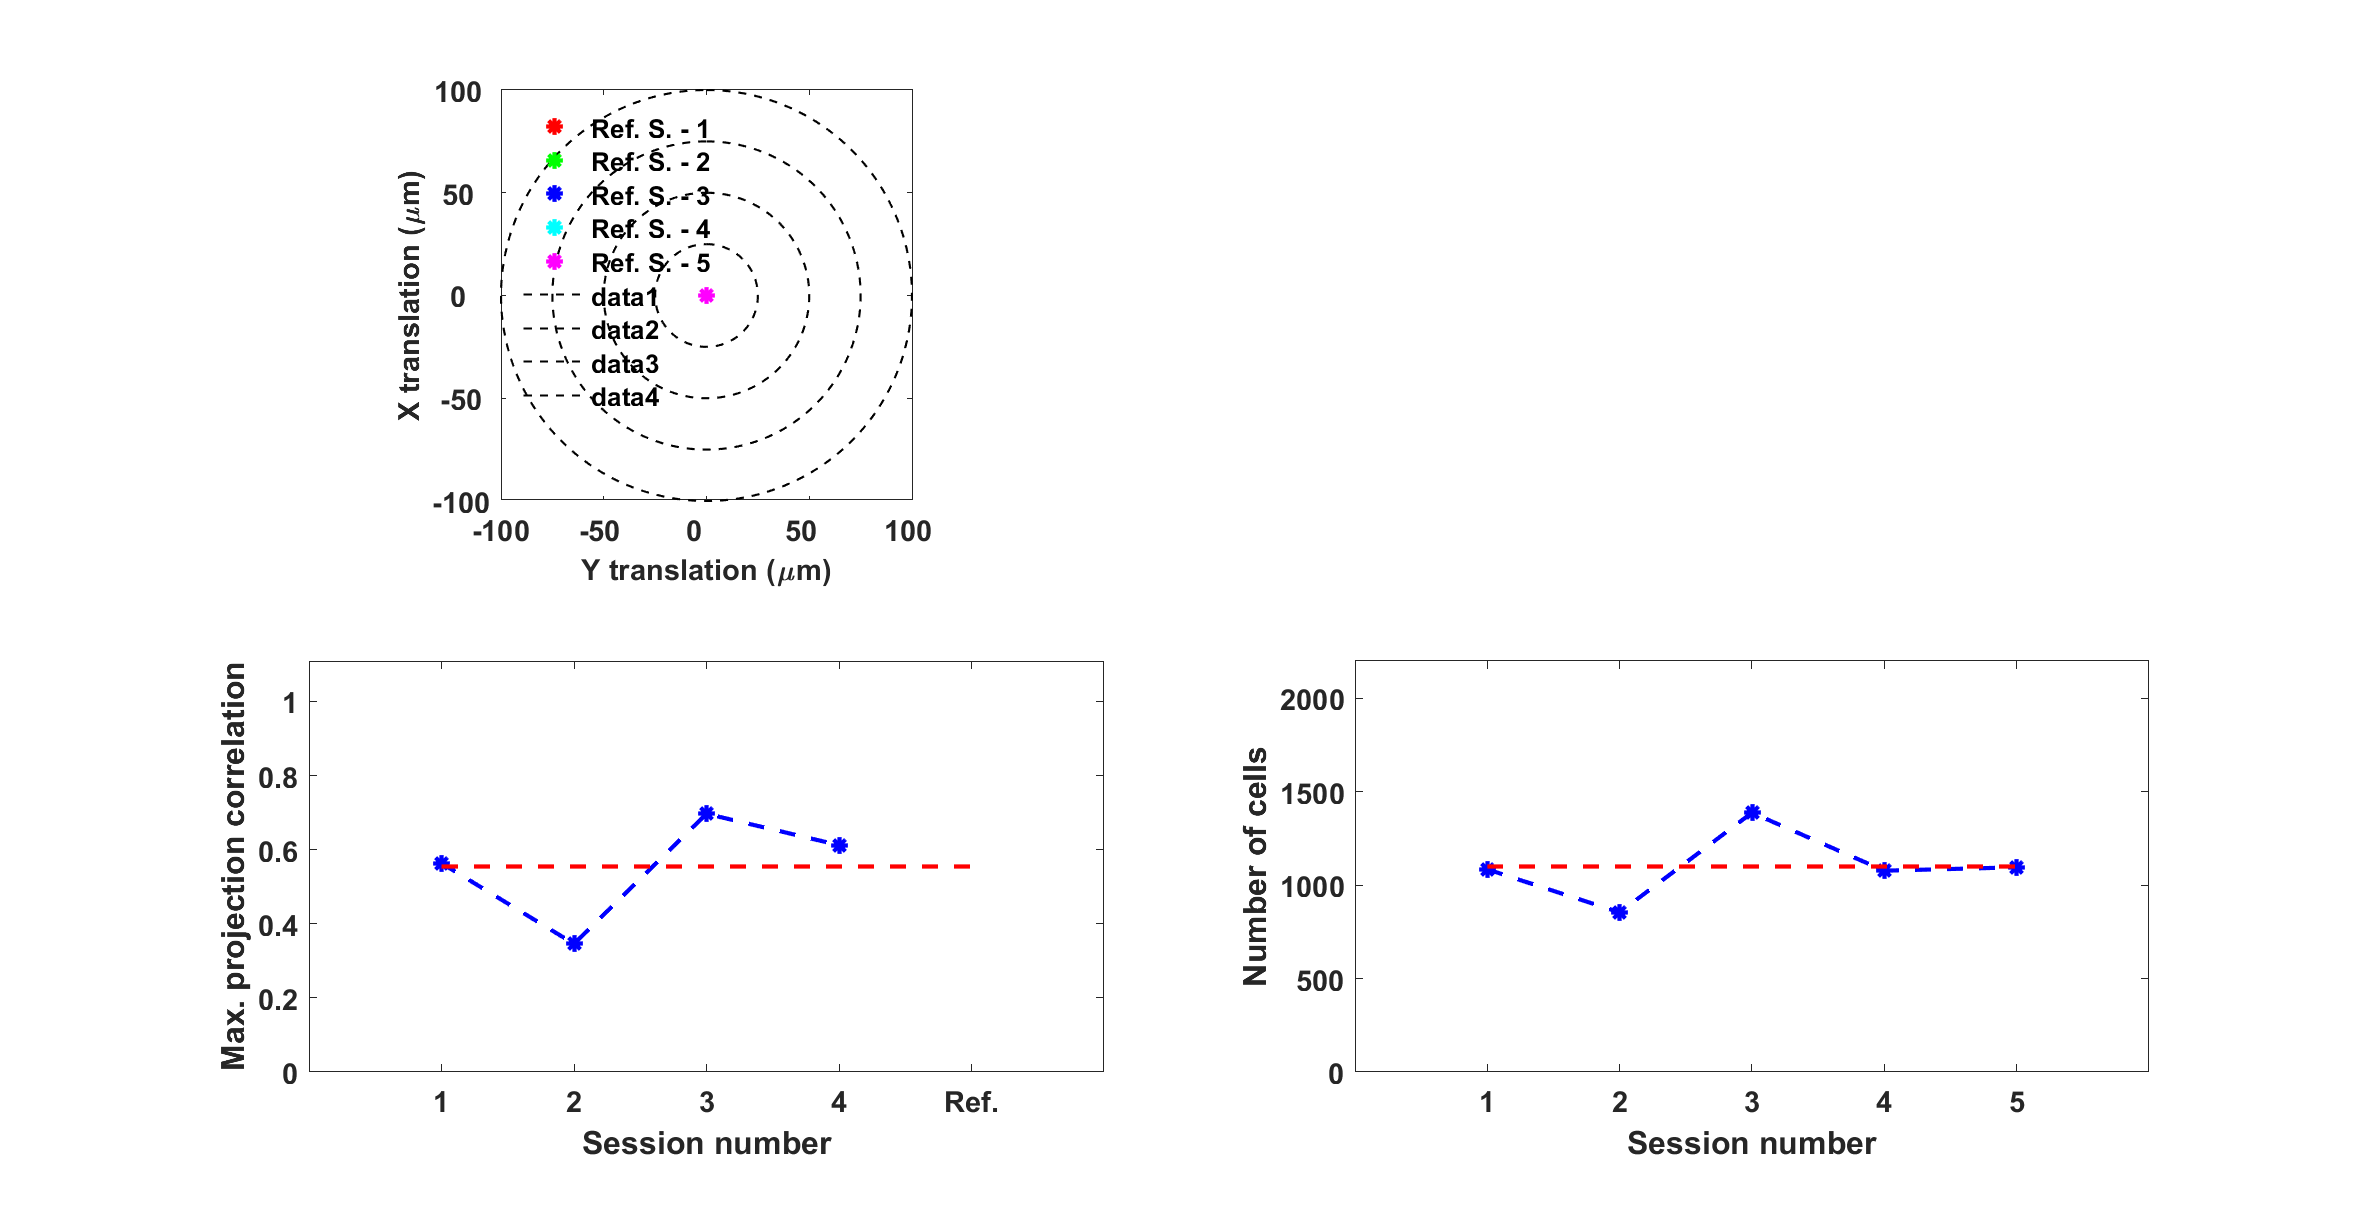 100
50
0
-50
-100
X translation (μm)
Ref. S. - 1
Ref. S. - 2
Ref. S. - 3
Ref. S. - 4
Ref. S. - 5
data1
data2
data3
data4
-100 -50 0 50 100
Y translation (μm)
Max. projection correlation
1
0.8
0.6
0.4
0.2
0
1 2 3 4 Ref.
Session number
Number of cells
2000
1500
1000
500
0
1 2 3 4 5
Session number